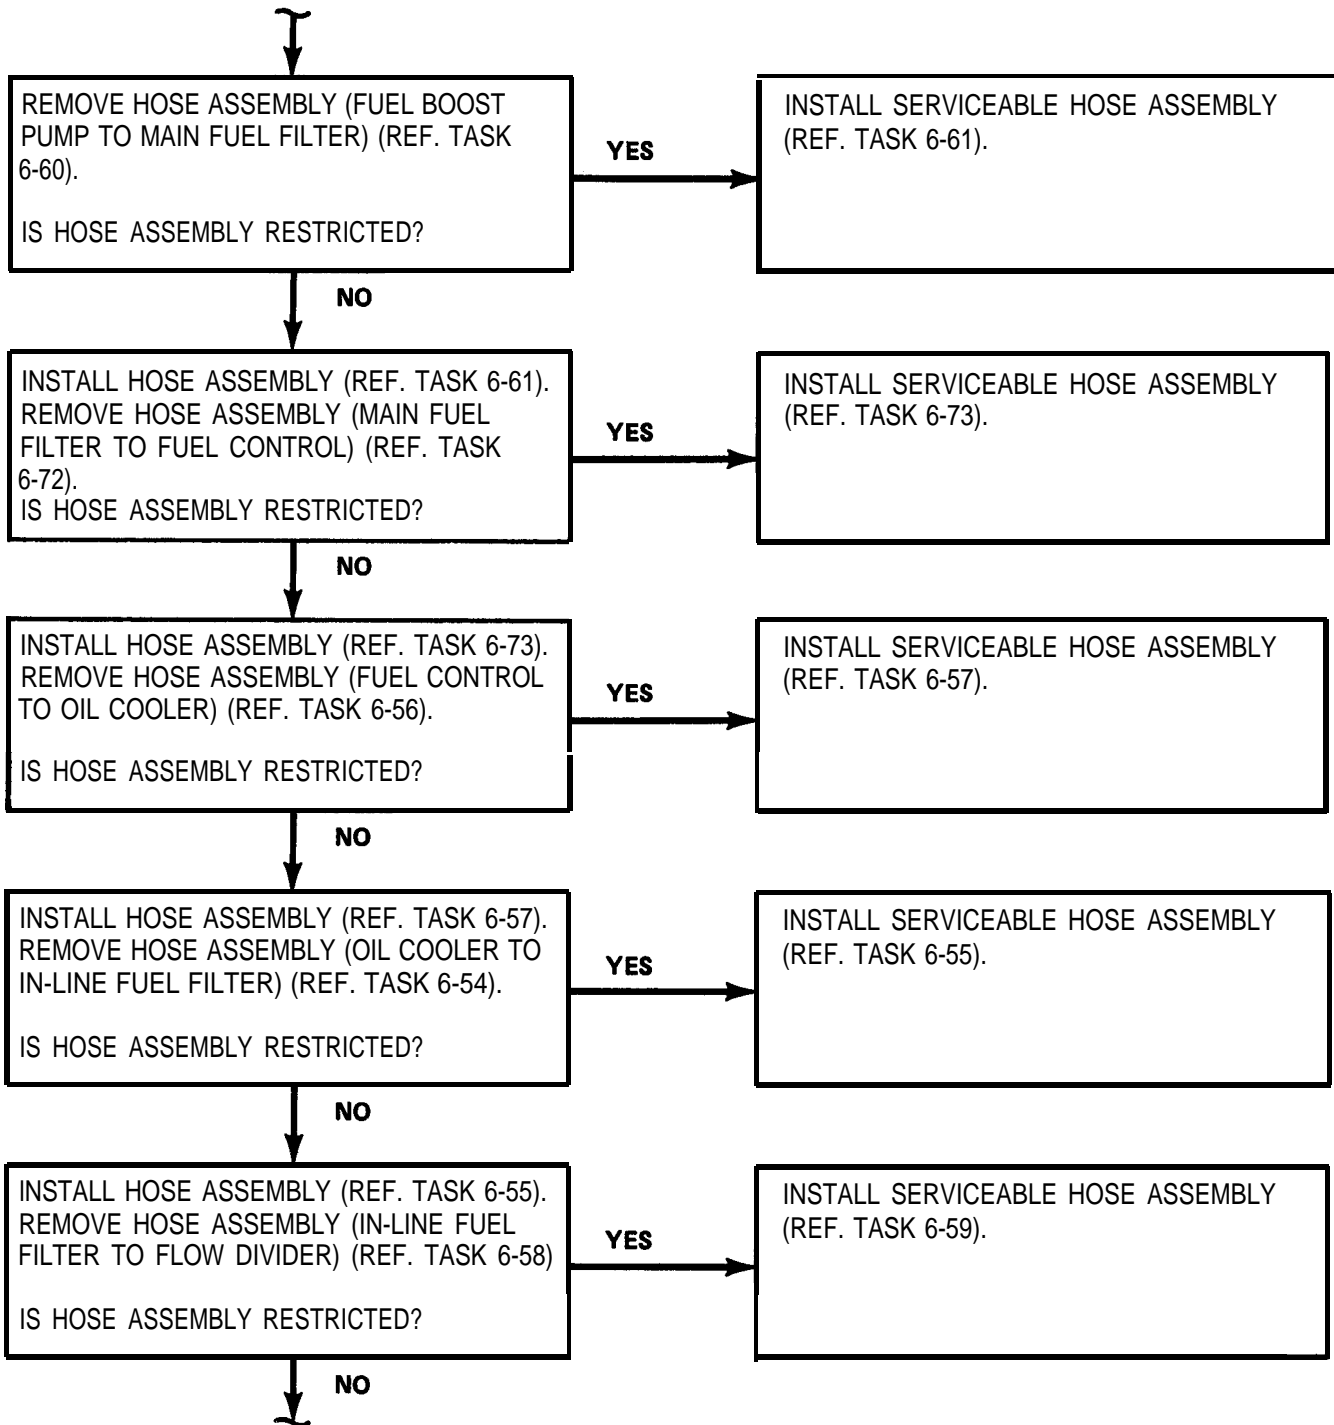 REMOVE HOSE ASSEMBLY (FUEL BOOST
PUMP TO MAIN FUEL FILTER) (REF. TASK
6-60).
IS HOSE ASSEMBLY RESTRICTED?
YES
INSTALL SERVICEABLE HOSE ASSEMBLY
(REF. TASK 6-61).
NO
INSTALL HOSE ASSEMBLY (REF. TASK 6-61).
REMOVE HOSE ASSEMBLY (MAIN FUEL
FILTER TO FUEL CONTROL) (REF. TASK
6-72).
IS HOSE ASSEMBLY RESTRICTED?
YES
INSTALL SERVICEABLE HOSE ASSEMBLY
(REF. TASK 6-73).
NO
INSTALL HOSE ASSEMBLY (REF. TASK 6-73).
REMOVE HOSE ASSEMBLY (FUEL CONTROL
TO OIL COOLER) (REF. TASK 6-56).
IS HOSE ASSEMBLY RESTRICTED?
YES
INSTALL SERVICEABLE HOSE ASSEMBLY
(REF. TASK 6-57).
NO
INSTALL HOSE ASSEMBLY (REF. TASK 6-57).
REMOVE HOSE ASSEMBLY (OIL COOLER TO
IN-LINE FUEL FILTER) (REF. TASK 6-54).
IS HOSE ASSEMBLY RESTRICTED?
YES
INSTALL SERVICEABLE HOSE ASSEMBLY
(REF. TASK 6-55).
NO
INSTALL HOSE ASSEMBLY (REF. TASK 6-55).
REMOVE HOSE ASSEMBLY (IN-LINE FUEL
FILTER TO FLOW DIVIDER) (REF. TASK 6-58)
IS HOSE ASSEMBLY RESTRICTED?
YES
INSTALL SERVICEABLE HOSE ASSEMBLY
(REF. TASK 6-59).
NO